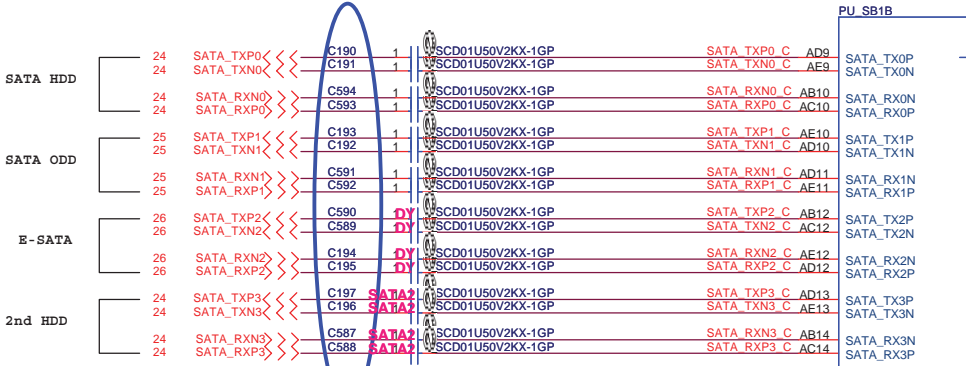 PU_SB1B
SATA HDD
24 SATA_TXP0 C190 1 SCD01U50V2KX-1GP SATA_TXP0_C AD9 SATA_TX0P
24 SATA_TXN0 C191 1 SCD01U50V2KX-1GP SATA_TXN0_C AE9 SATA_TX0N
24 SATA_RXN0 C594 1 SCD01U50V2KX-1GP SATA_RXN0_C AB10 SATA_RX0N
24 SATA_RXP0 C593 1 SCD01U50V2KX-1GP SATA_RXP0_C AC10 SATA_RX0P
SATA ODD
25 SATA_TXP1 C193 1 SCD01U50V2KX-1GP SATA_TXP1_C AE10 SATA_TX1P
25 SATA_TXN1 C192 1 SCD01U50V2KX-1GP SATA_TXN1_C AD10 SATA_TX1N
25 SATA_RXN1 C591 1 SCD01U50V2KX-1GP SATA_RXN1_C AD11 SATA_RX1N
25 SATA_RXP1 C592 1 SCD01U50V2KX-1GP SATA_RXP1_C AE11 SATA_RX1P
E-SATA
26 SATA_TXP2 C590 DY SCD01U50V2KX-1GP SATA_TXP2_C AB12 SATA_TX2P
26 SATA_TXN2 C589 DY SCD01U50V2KX-1GP SATA_TXN2_C AC12 SATA_TX2N
26 SATA_RXN2 C194 DY SCD01U50V2KX-1GP SATA_RXN2_C AE12 SATA_RX2N
26 SATA_RXP2 C195 DY SCD01U50V2KX-1GP SATA_RXP2_C AD12 SATA_RX2P
2nd HDD
24 SATA_TXP3 C197 SATA2 SCD01U50V2KX-1GP SATA_TXP3_C AD13 SATA_TX3P
24 SATA_TXN3 C196 SATA2 SCD01U50V2KX-1GP SATA_TXN3_C AE13 SATA_TX3N
24 SATA_RXN3 C587 SATA2 SCD01U50V2KX-1GP SATA_RXN3_C AB14 SATA_RX3N
24 SATA_RXP3 C588 SATA2 SCD01U50V2KX-1GP SATA_RXP3_C AC14 SATA_RX3P